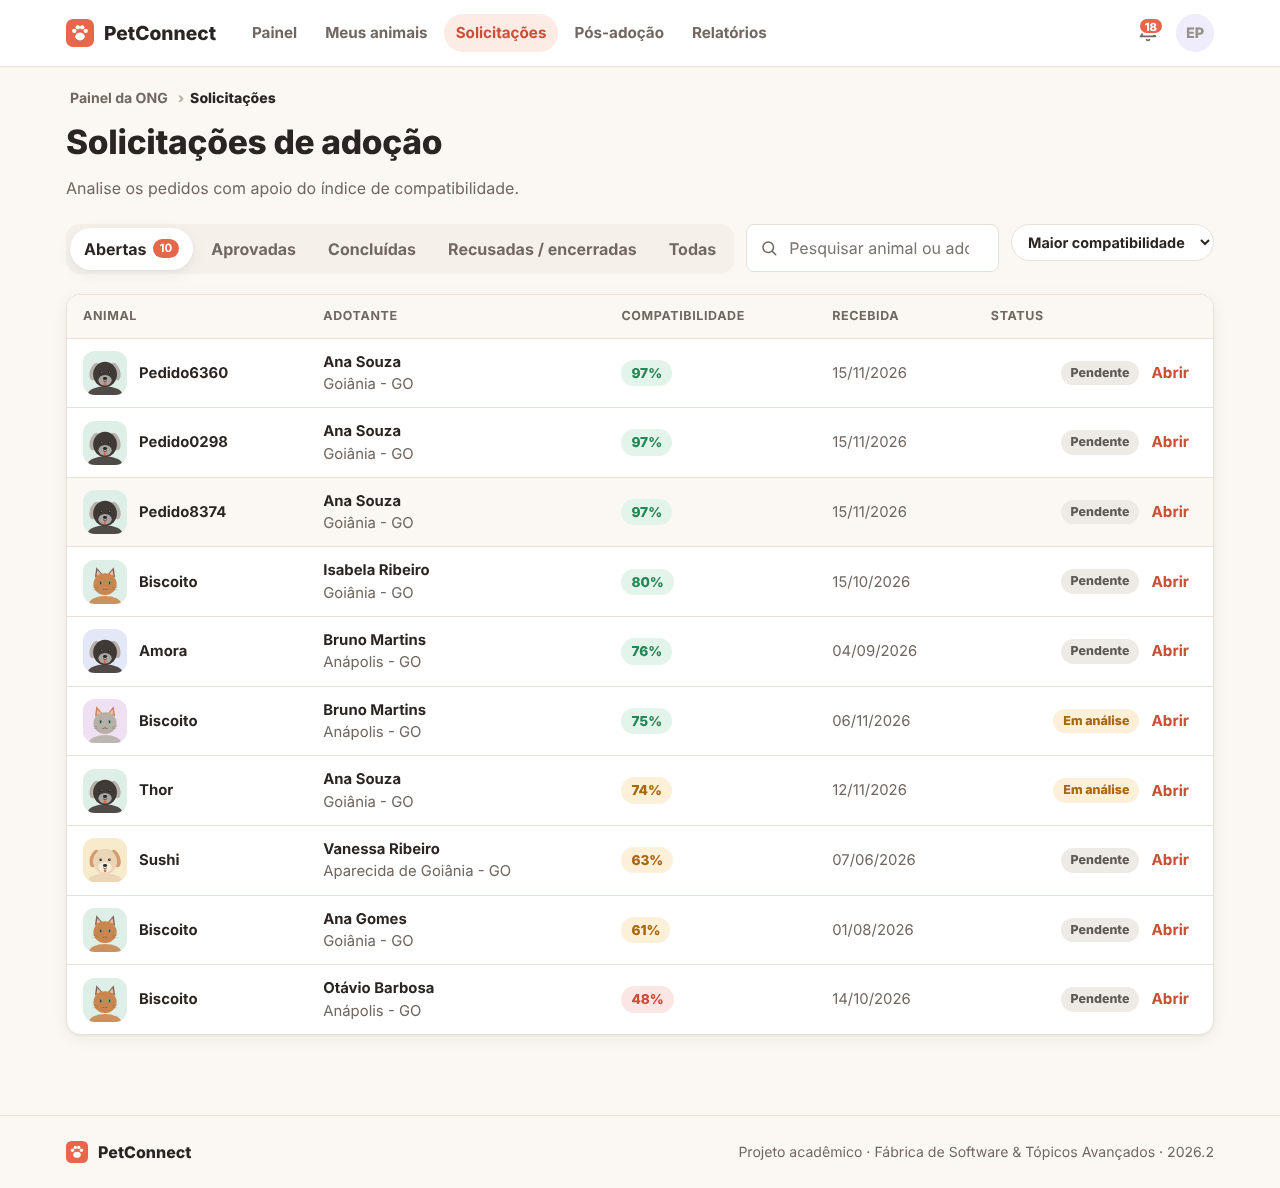 PetConnect Painel Meus animais Solicitações Pós-adoção Relatórios 18 EP
Painel da ONG › Solicitações
Solicitações de adoção
Analise os pedidos com apoio do índice de compatibilidade.
Abertas 10 Aprovadas Concluídas Recusadas / encerradas Todas Pesquisar animal ou ado Maior compatibilidade
ANIMAL ADOTANTE COMPATIBILIDADE RECEBIDA STATUS
Pedido6360 Ana Souza 97% 15/11/2026 Pendente Abrir
Goiânia - GO
Pedido0298 Ana Souza 97% 15/11/2026 Pendente Abrir
Goiânia - GO
Pedido8374 Ana Souza 97% 15/11/2026 Pendente Abrir
Goiânia - GO
Biscoito Isabela Ribeiro 80% 15/10/2026 Pendente Abrir
Goiânia - GO
Amora Bruno Martins 76% 04/09/2026 Pendente Abrir
Anápolis - GO
Biscoito Bruno Martins 75% 06/11/2026 Em análise Abrir
Anápolis - GO
Thor Ana Souza 74% 12/11/2026 Em análise Abrir
Goiânia - GO
Sushi Vanessa Ribeiro 63% 07/06/2026 Pendente Abrir
Aparecida de Goiânia - GO
Biscoito Ana Gomes 61% 01/08/2026 Pendente Abrir
Goiânia - GO
Biscoito Otávio Barbosa 48% 14/10/2026 Pendente Abrir
Anápolis - GO
PetConnect Projeto acadêmico · Fábrica de Software & Tópicos Avançados · 2026.2